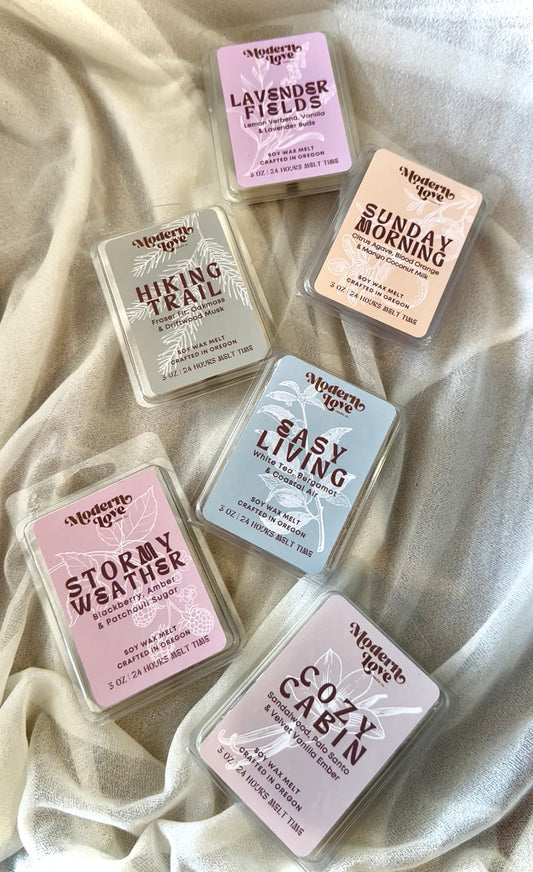 Modern
Love
LAVENDER
FIELDS
Lemon Verbena, Vanilla
& Lavender Buds
SOY WAX MELT
CRAFTED IN OREGON
3 OZ | 24 HOURS MELT TIME
Modern
Love
SUNDAY
MORNING
Citrus Agave, Blood Orange
& Mango Coconut Milk
SOY WAX MELT
CRAFTED IN OREGON
3 OZ | 24 HOURS MELT TIME
Modern
Love
HIKING
TRAIL
Fraser Fir, Oakmoss
& Driftwood Musk
SOY WAX MELT
CRAFTED IN OREGON
3 OZ | 24 HOURS MELT TIME
Modern
Love
EASY
LIVING
White Tea, Bergamot
& Coastal Air
SOY WAX MELT
CRAFTED IN OREGON
3 OZ | 24 HOURS MELT TIME
Modern
Love
STORMY
WEATHER
Blackberry, Amber
& Patchouli Sugar
SOY WAX MELT
CRAFTED IN OREGON
3 OZ | 24 HOURS MELT TIME
Modern
Love
COZY
CABIN
Sandalwood, Palo Santo
& Velvet Vanilla Ember
SOY WAX MELT
CRAFTED IN OREGON
3 OZ | 24 HOURS MELT TIME